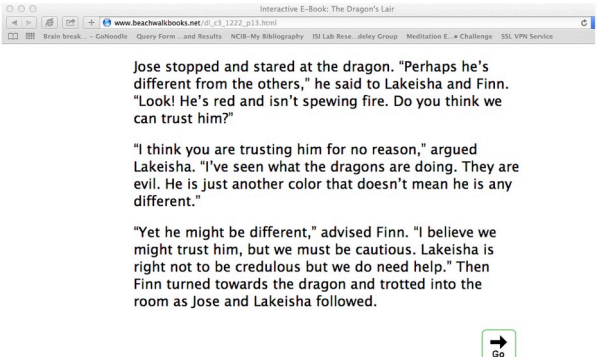 Interactive E-Book: The Dragon's Lair
www.beachwalkbooks.net/dl_c3_1222_p13.html
Brain break... – GoNoodle Query Form ...and Results NCIB-My Bibliography ISI Lab Rese...deley Group Meditation E...• Challenge SSL VPN Service
Jose stopped and stared at the dragon. “Perhaps he’s
different from the others,” he said to Lakeisha and Finn.
“Look! He’s red and isn’t spewing fire. Do you think we
can trust him?”
“I think you are trusting him for no reason,” argued
Lakeisha. “I’ve seen what the dragons are doing. They are
evil. He is just another color that doesn’t mean he is any
different.”
“Yet he might be different,” advised Finn. “I believe we
might trust him, but we must be cautious. Lakeisha is
right not to be credulous but we do need help.” Then
Finn turned towards the dragon and trotted into the
room as Jose and Lakeisha followed.
Go